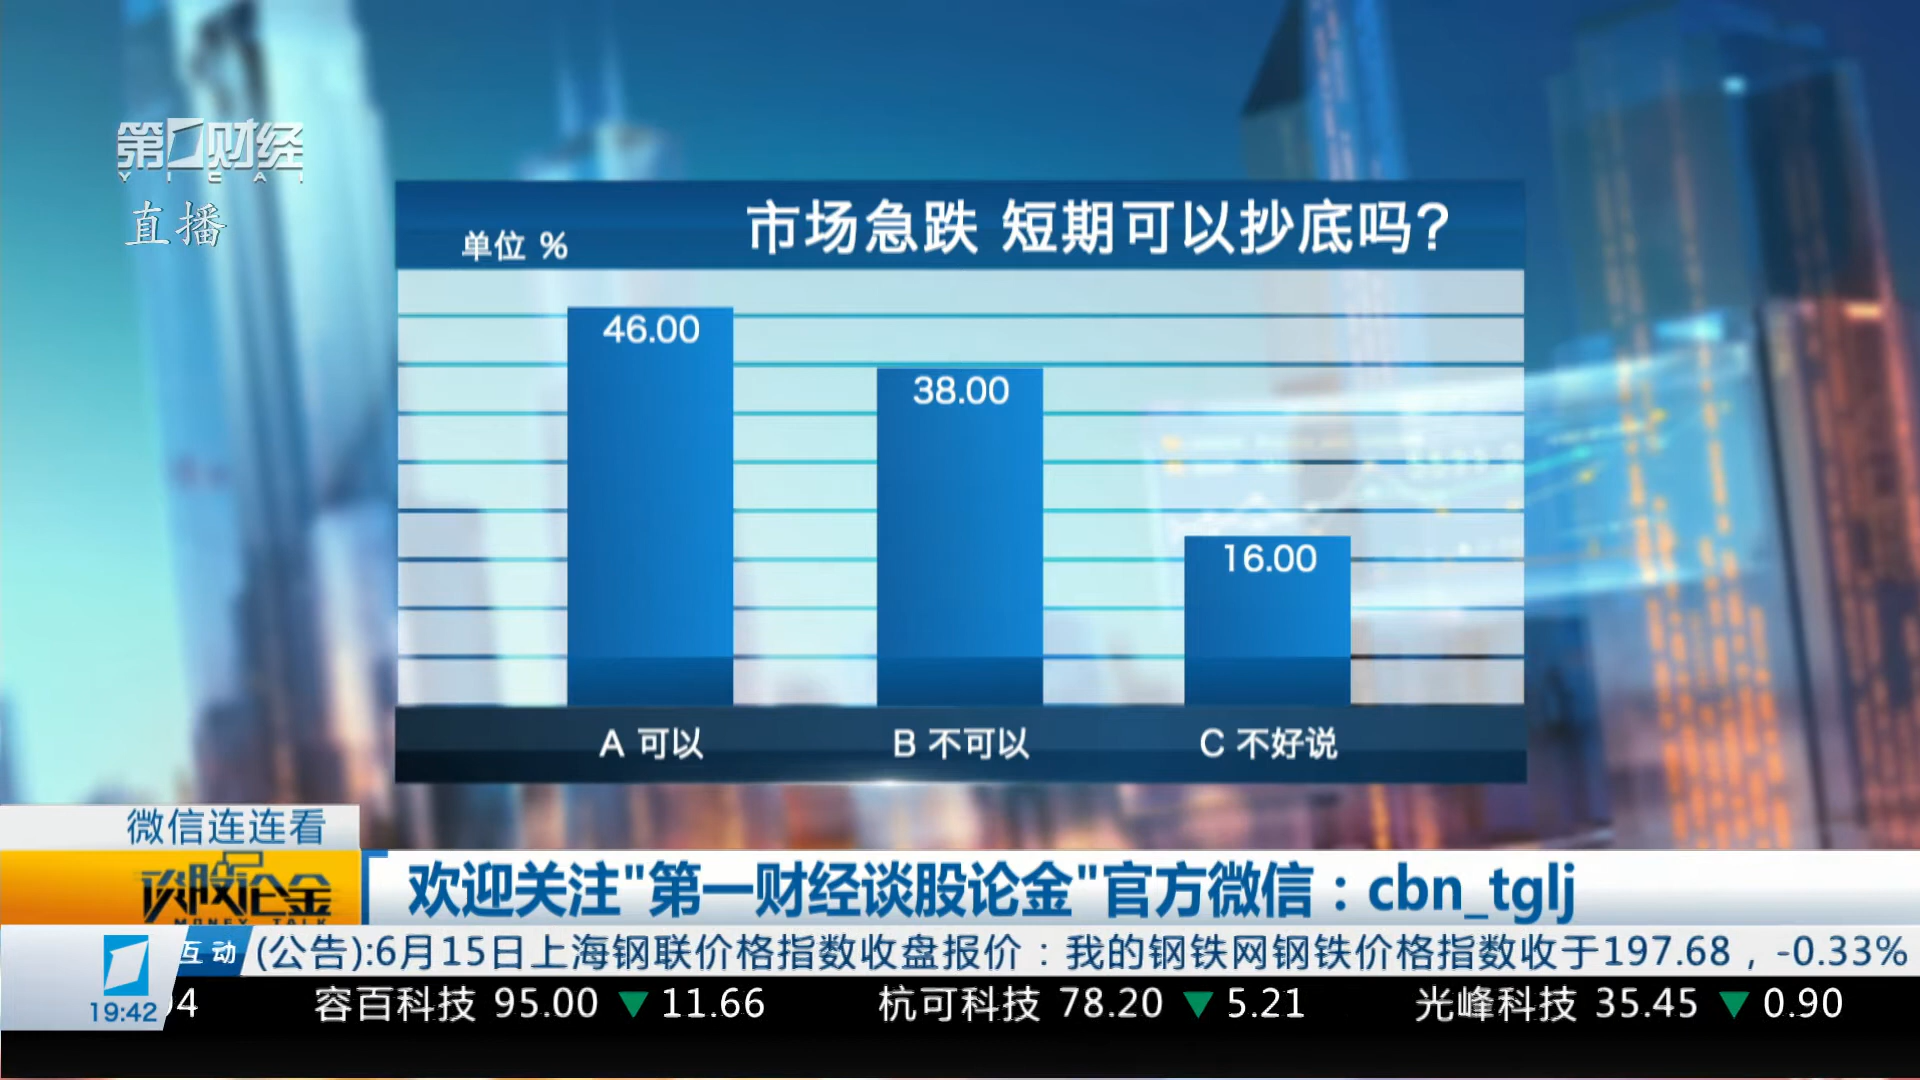 第一财经
YICAI
直播
单位 %
市场急跌 短期可以抄底吗?
46.00
38.00
16.00
A 可以
B 不可以
C 不好说
微信连连看
谈股论金
MONEY TALK
欢迎关注"第一财经谈股论金"官方微信：cbn_tglj
互动
(公告):6月15日上海钢联价格指数收盘报价：我的钢铁网钢铁价格指数收于197.68，-0.33%
19:42
容百科技 95.00 ▼ 11.66 杭可科技 78.20 ▼ 5.21 光峰科技 35.45 ▼ 0.90